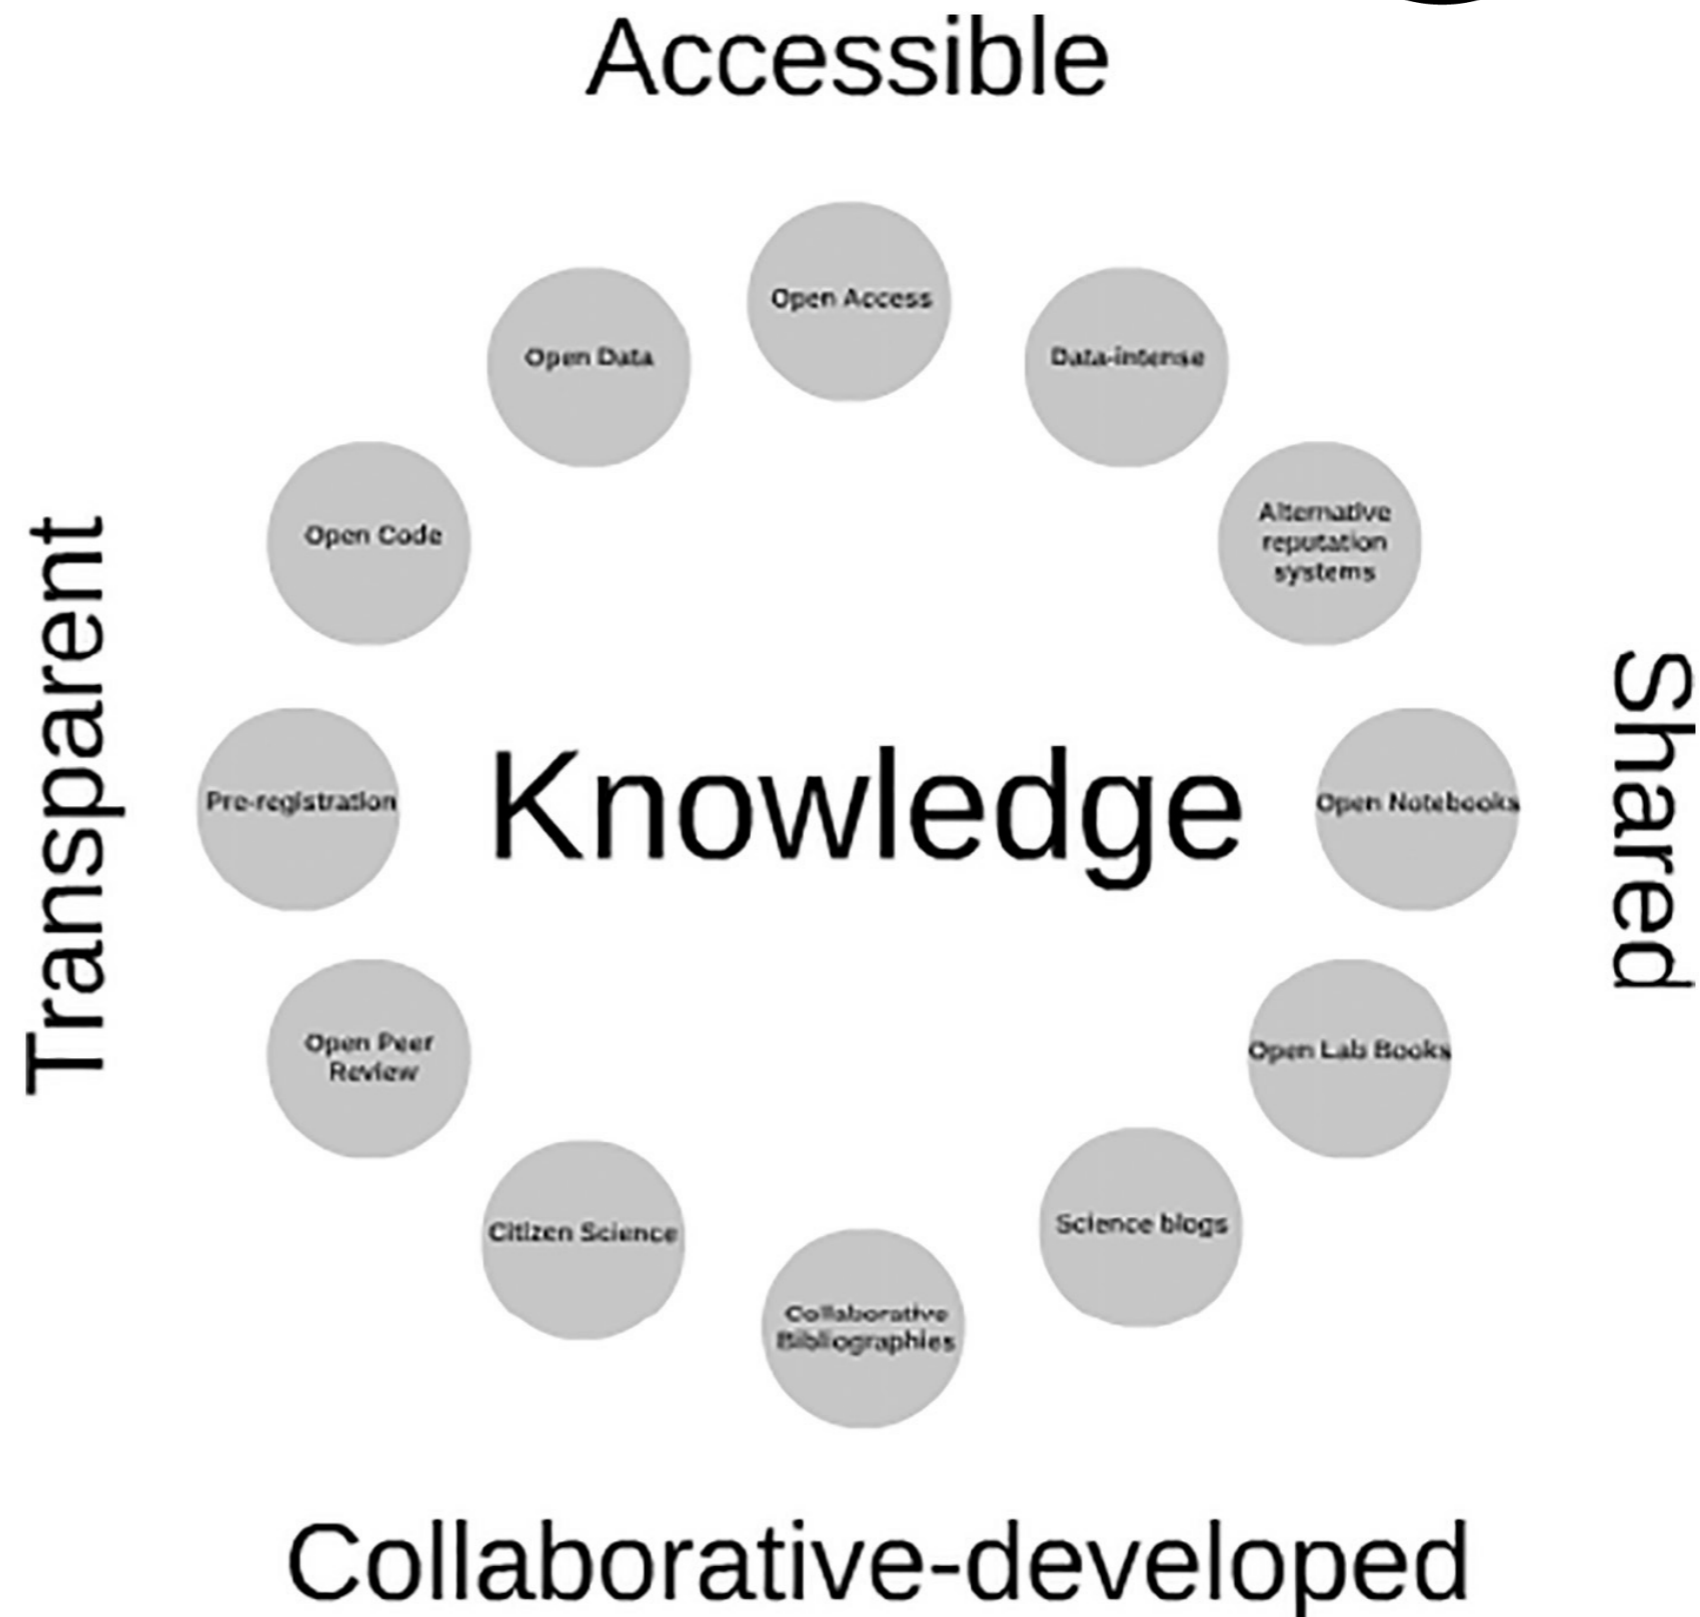 Accessible
Open Access
Open Data
Data-intense
Open Code
Alternative
reputation
systems
Transparent
Shared
Pre-registration
Knowledge
Open Notebooks
Open Peer
Review
Open Lab Books
Citizen Science
Science blogs
Collaborative
Bibliographies
Collaborative-developed